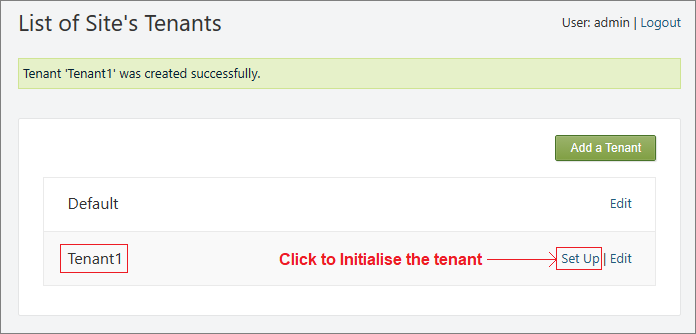 List of Site's Tenants
User: admin | Logout
Tenant 'Tenant1' was created successfully.
Add a Tenant
Default Edit
Tenant1 Click to Initialise the tenant Set Up | Edit